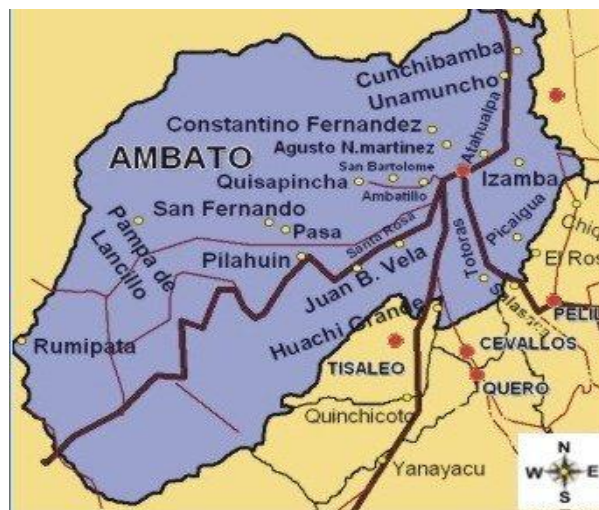 Cunchibamba
Unamuncho
Atahualpa
Constantino Fernandez
Agusto N.martinez
AMBATO
San Bartolome
Quisapincha
Izamba
Ambatillo
San Fernando
Pasa
Santa Rosa
Picaigua
Totoras
Pampa de
Lancillo
Pilahuin
Juan B. Vela
El Ros
Huachi Grande
PELIL
Rumipata
TISALEO
CEVALLOS
QUERO
Quinchicoto
Yanayacu
N
W E
S